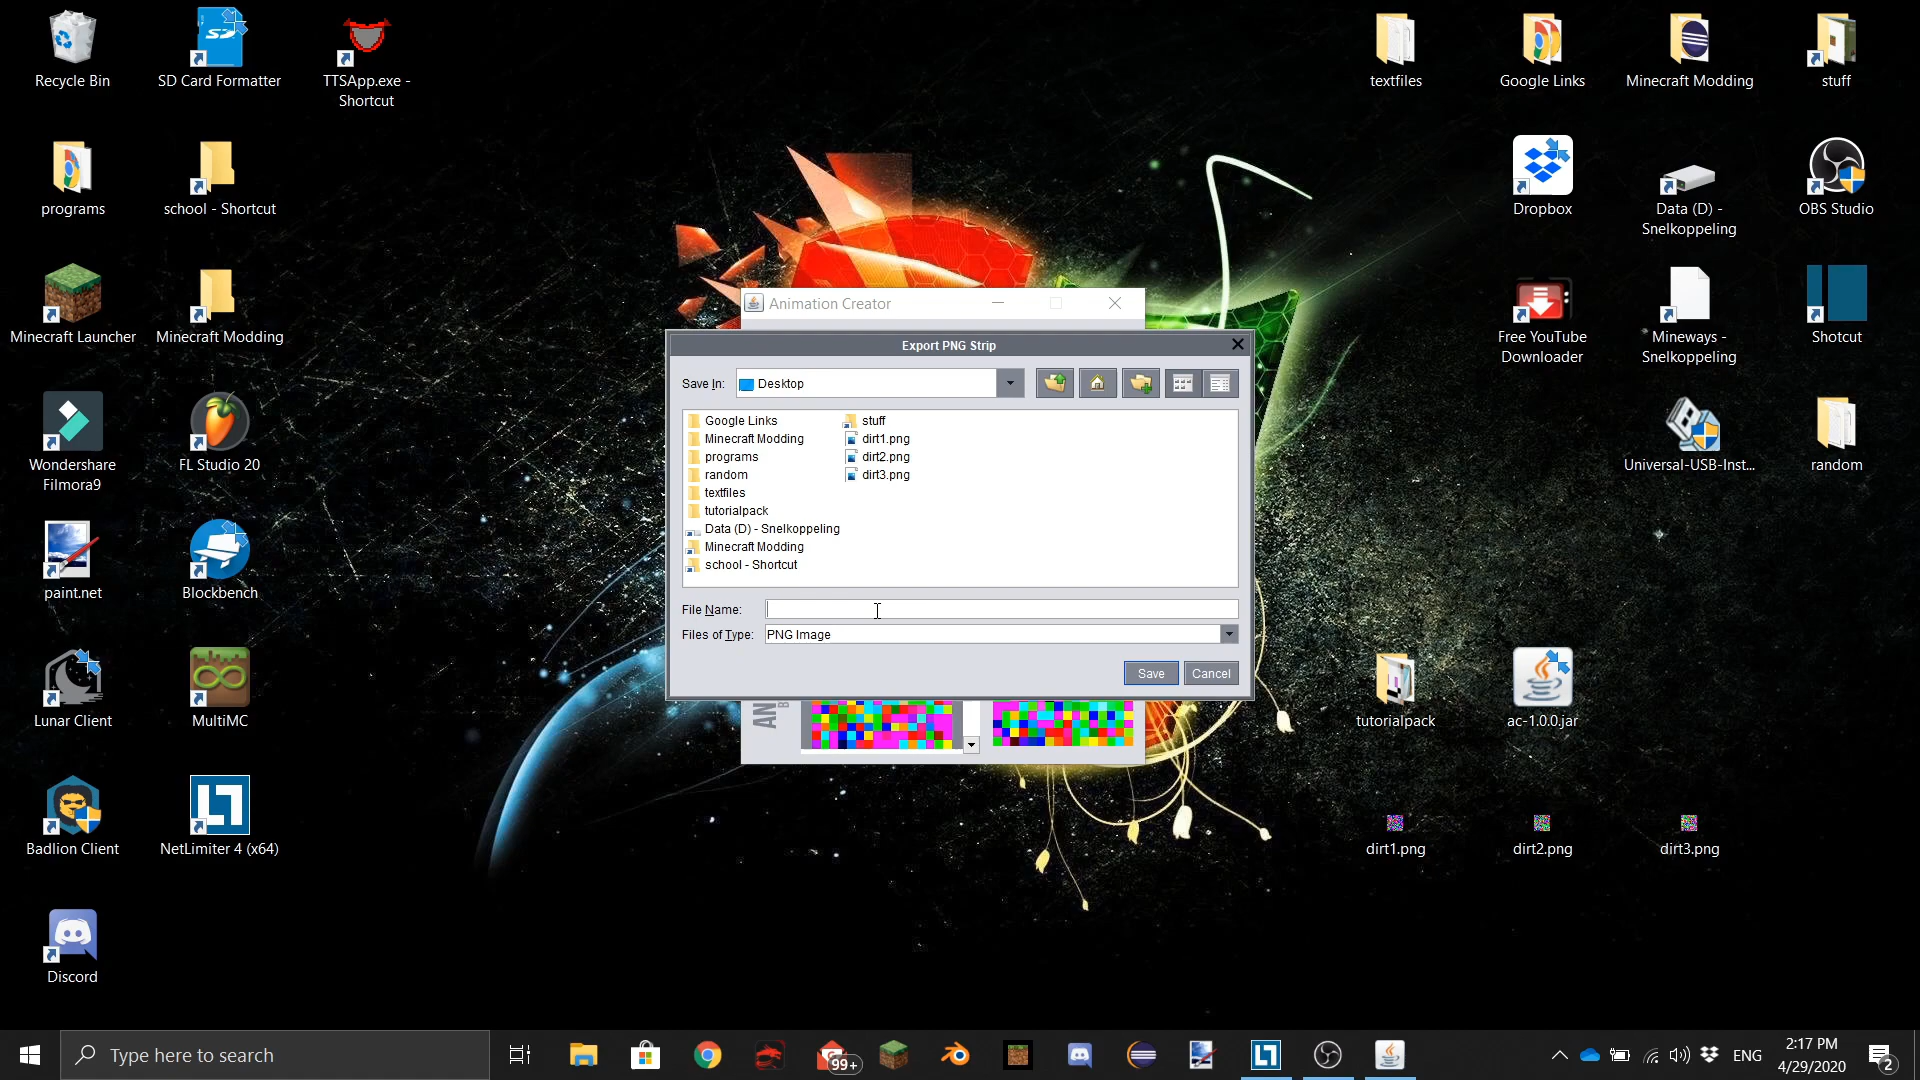 Recycle Bin
SD Card Formatter
TTSApp.exe -
Shortcut
textfiles
Google Links
Minecraft Modding
stuff
programs
school - Shortcut
Dropbox
Data (D) -
Snelkoppeling
OBS Studio
Minecraft Launcher
Minecraft Modding
Free YouTube
Downloader
Mineways -
Snelkoppeling
Shotcut
Wondershare
Filmora9
FL Studio 20
Universal-USB-Inst...
random
paint.net
Blockbench
Lunar Client
MultiMC
tutorialpack
ac-1.0.0.jar
Badlion Client
NetLimiter 4 (x64)
dirt1.png
dirt2.png
dirt3.png
Discord
Animation Creator
Export PNG Strip
Save In:
Desktop
Google Links
Minecraft Modding
programs
random
textfiles
tutorialpack
Data (D) - Snelkoppeling
Minecraft Modding
school - Shortcut
stuff
dirt1.png
dirt2.png
dirt3.png
File Name:
Files of Type:
PNG Image
Save
Cancel
AN
Type here to search
99+
ENG
2:17 PM
4/29/2020
2